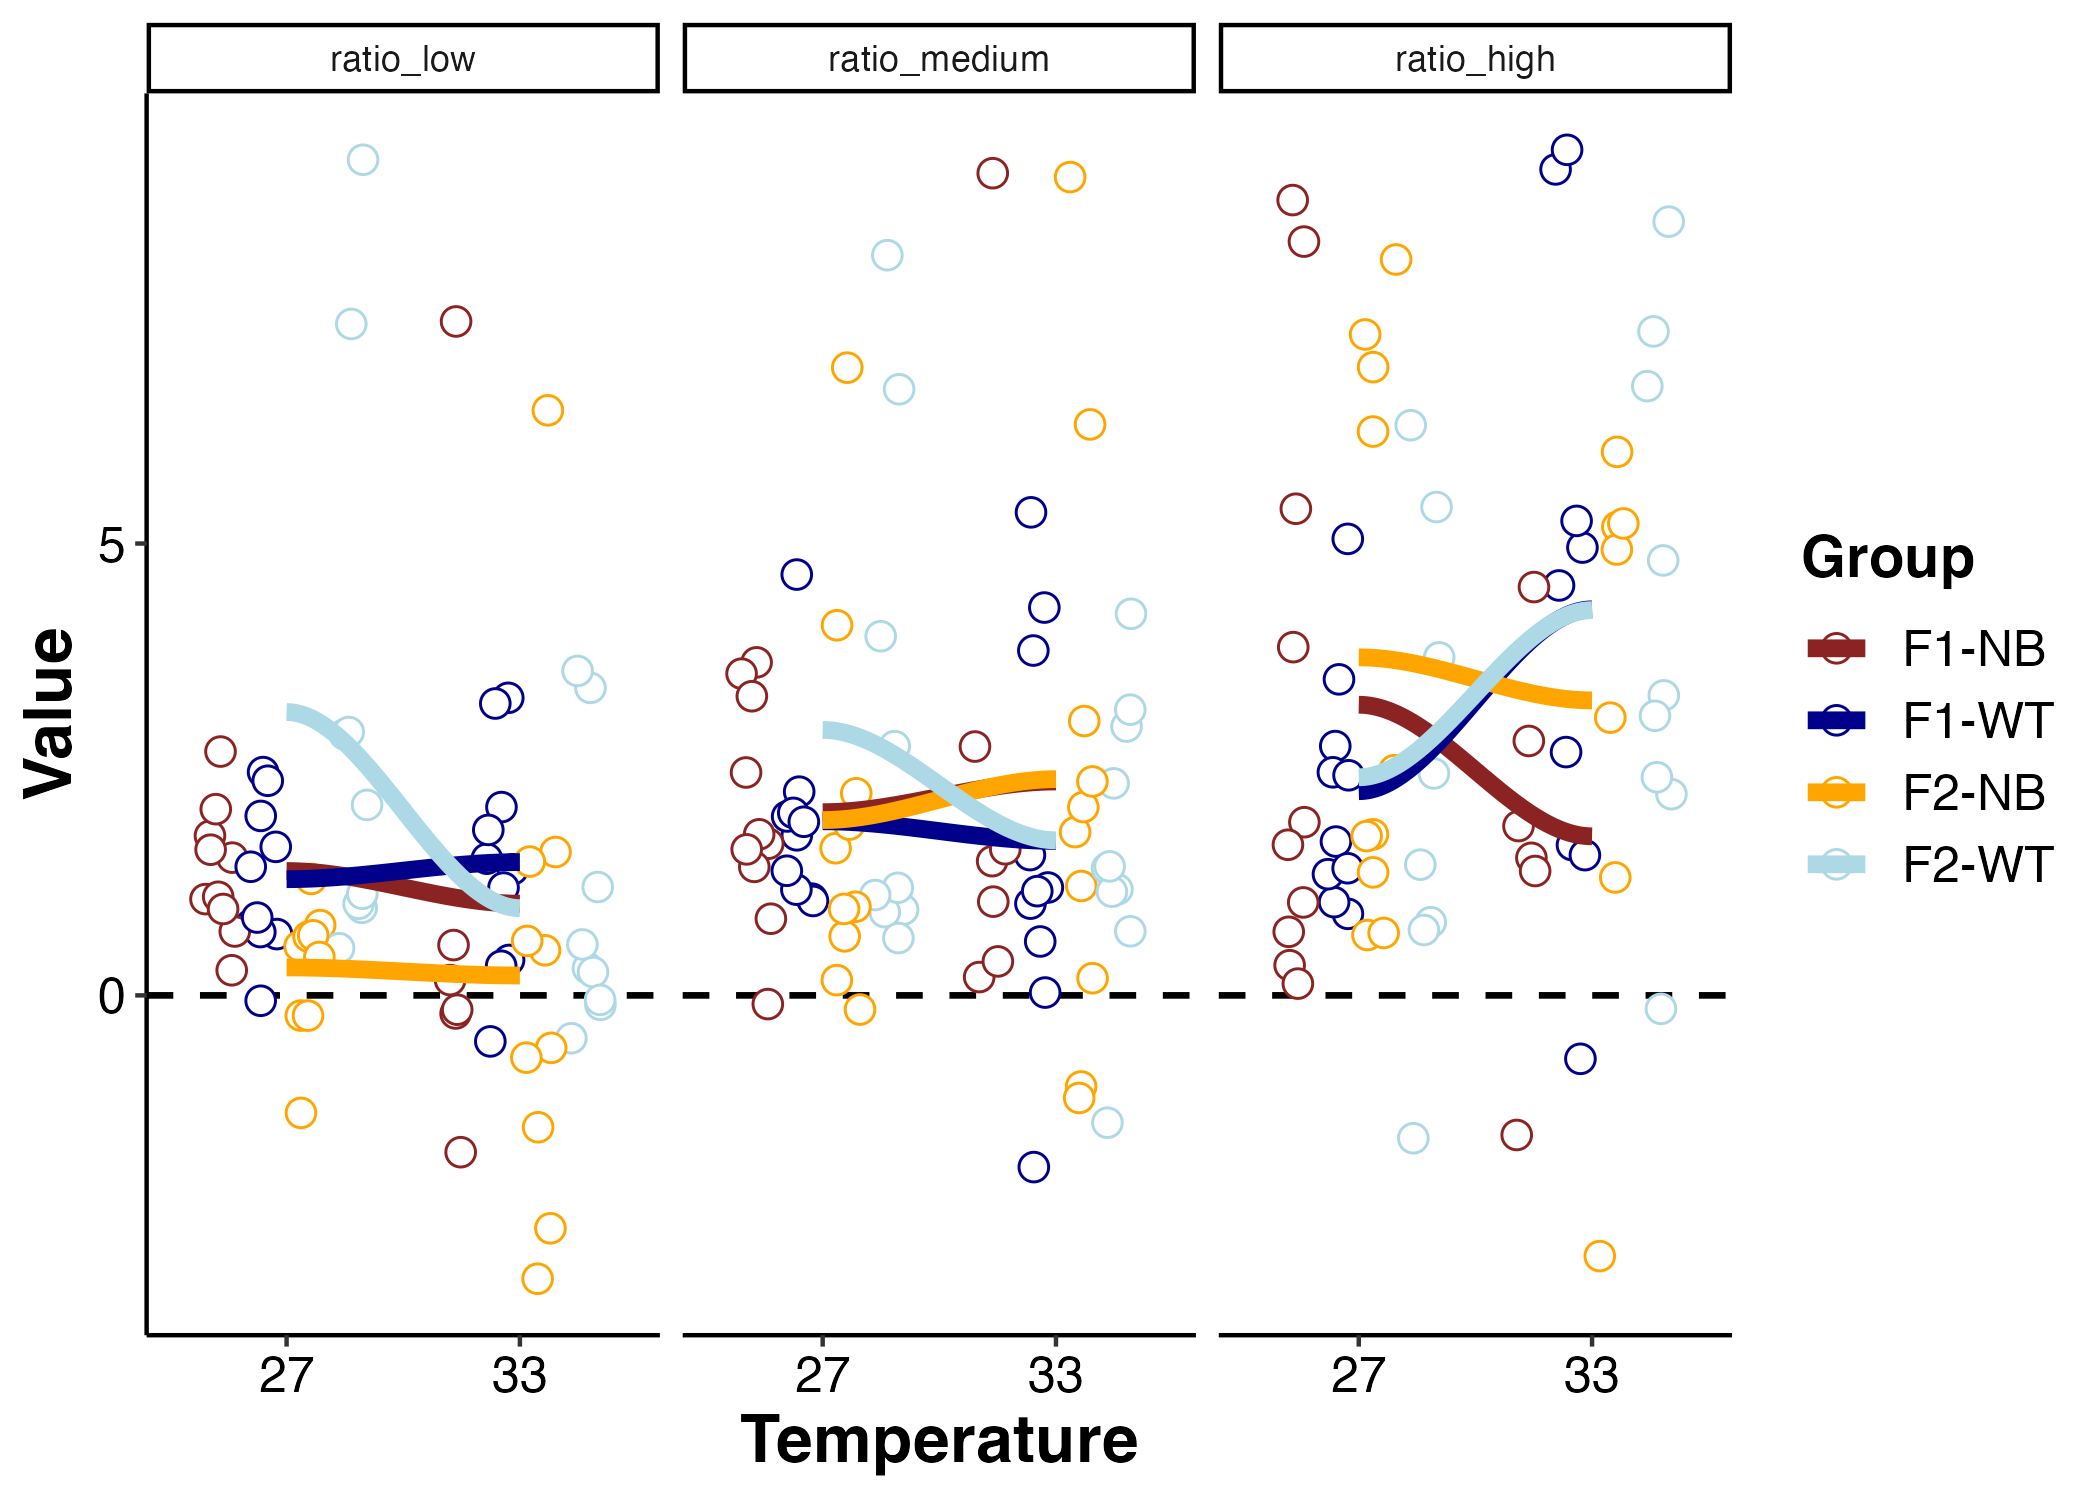 ratio_low
ratio_medium
ratio_high
Value
5
0
27
33
27
33
27
33
Temperature
Group
F1-NB
F1-WT
F2-NB
F2-WT